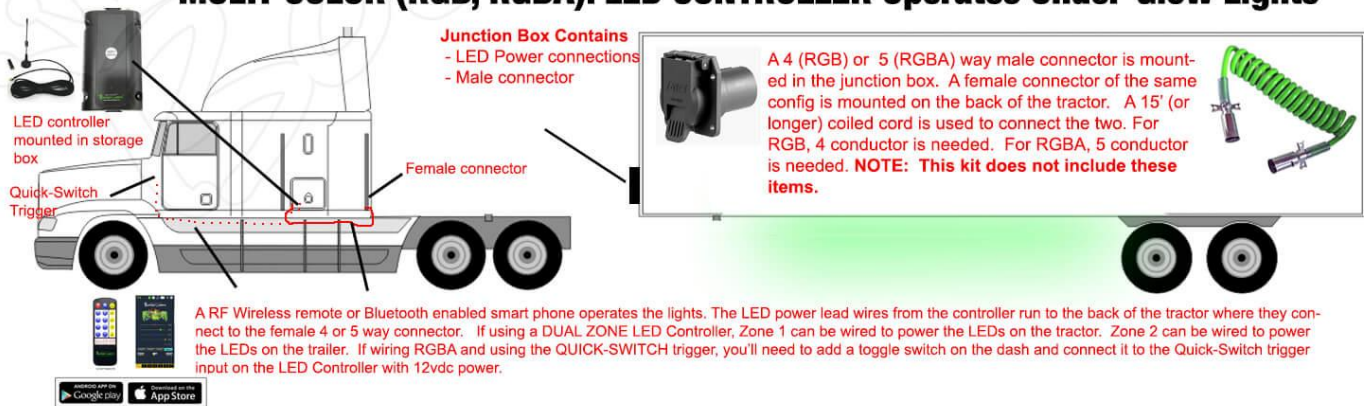 MULTI-COLOR (RGB, RGBA): LED CONTROLLER Operates Under Glow Lights
Junction Box Contains
- LED Power connections
- Male connector
A 4 (RGB) or 5 (RGBA) way male connector is mount-
ed in the junction box. A female connector of the same
config is mounted on the back of the tractor. A 15' (or
longer) coiled cord is used to connect the two. For
RGB, 4 conductor is needed. For RGBA, 5 conductor
is needed. NOTE: This kit does not include these
items.
LED controller
mounted in storage
box
Quick-Switch
Trigger
Female connector
A RF Wireless remote or Bluetooth enabled smart phone operates the lights. The LED power lead wires from the controller run to the back of the tractor where they con-
nect to the female 4 or 5 way connector. If using a DUAL ZONE LED Controller, Zone 1 can be wired to power the LEDs on the tractor. Zone 2 can be wired to power
the LEDs on the trailer. If wiring RGBA and using the QUICK-SWITCH trigger, you'll need to add a toggle switch on the dash and connect it to the Quick-Switch trigger
input on the LED Controller with 12vdc power.
ANDROID APP ON
Google play
Download on the
App Store